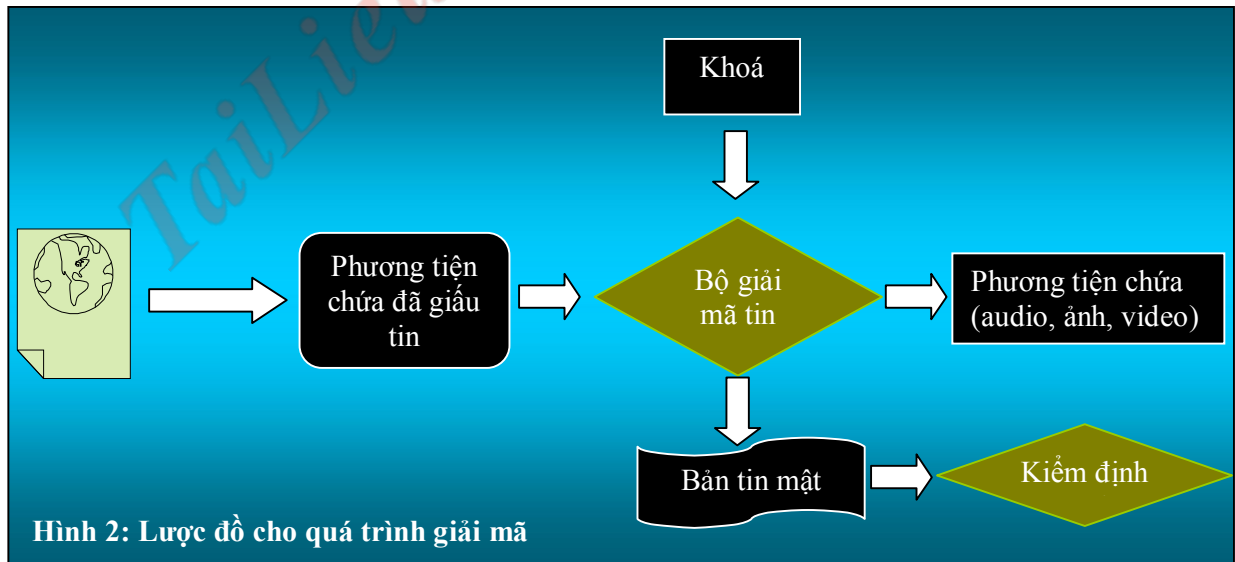 TaiLieu
Khoá
Phương tiện
chứa đã giấu
tin
Bộ giải
mã tin
Phương tiện chứa
(audio, ảnh, video)
Bản tin mật
Kiểm định
Hình 2: Lược đồ cho quá trình giải mã